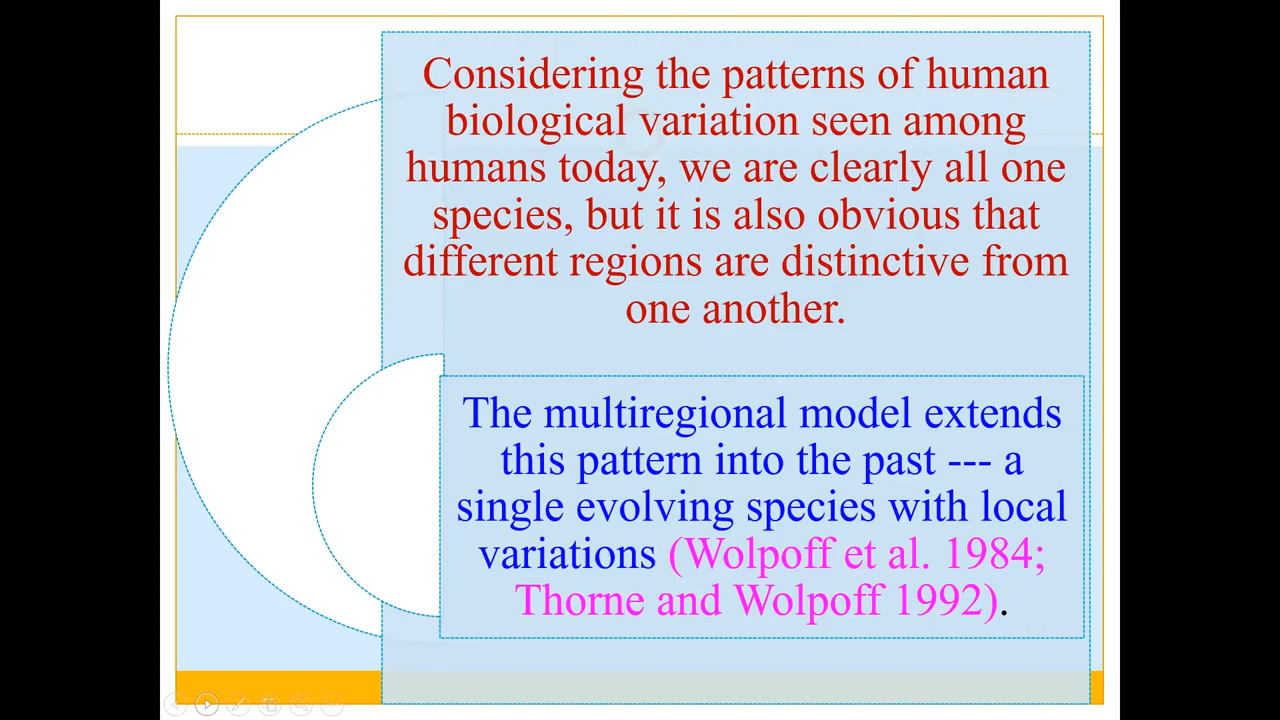 Considering the patterns of human
biological variation seen among
humans today, we are clearly all one
species, but it is also obvious that
different regions are distinctive from
one another.
The multiregional model extends
this pattern into the past --- a
single evolving species with local
variations (Wolpoff et al. 1984;
Thorne and Wolpoff 1992).